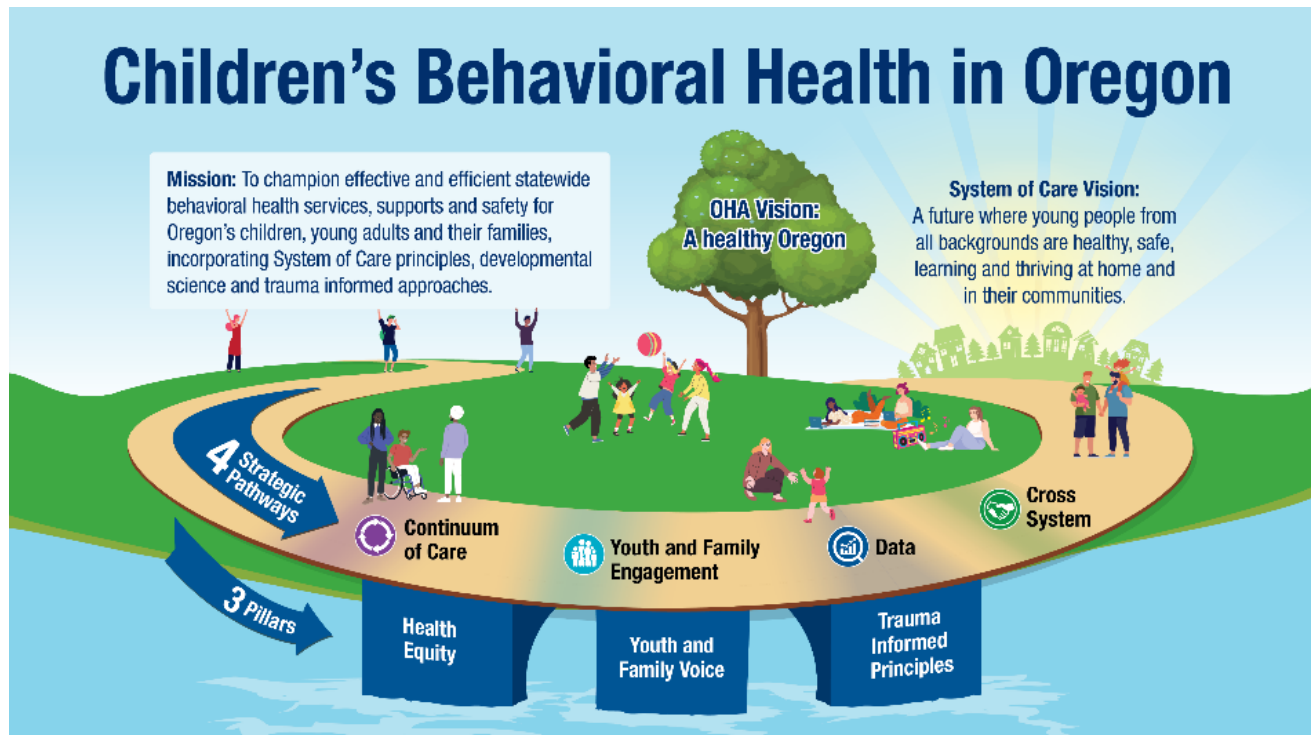 Children’s Behavioral Health in Oregon
Mission: To champion effective and efficient statewide
behavioral health services, supports and safety for
Oregon’s children, young adults and their families,
incorporating System of Care principles, developmental
science and trauma informed approaches.
OHA Vision:
A healthy Oregon
System of Care Vision:
A future where young people from
all backgrounds are healthy, safe,
learning and thriving at home and
in their communities.
4 Strategic
Pathways
Continuum
of Care
Youth and Family
Engagement
Data
Cross
System
3 Pillars
Health
Equity
Youth and
Family Voice
Trauma
Informed
Principles